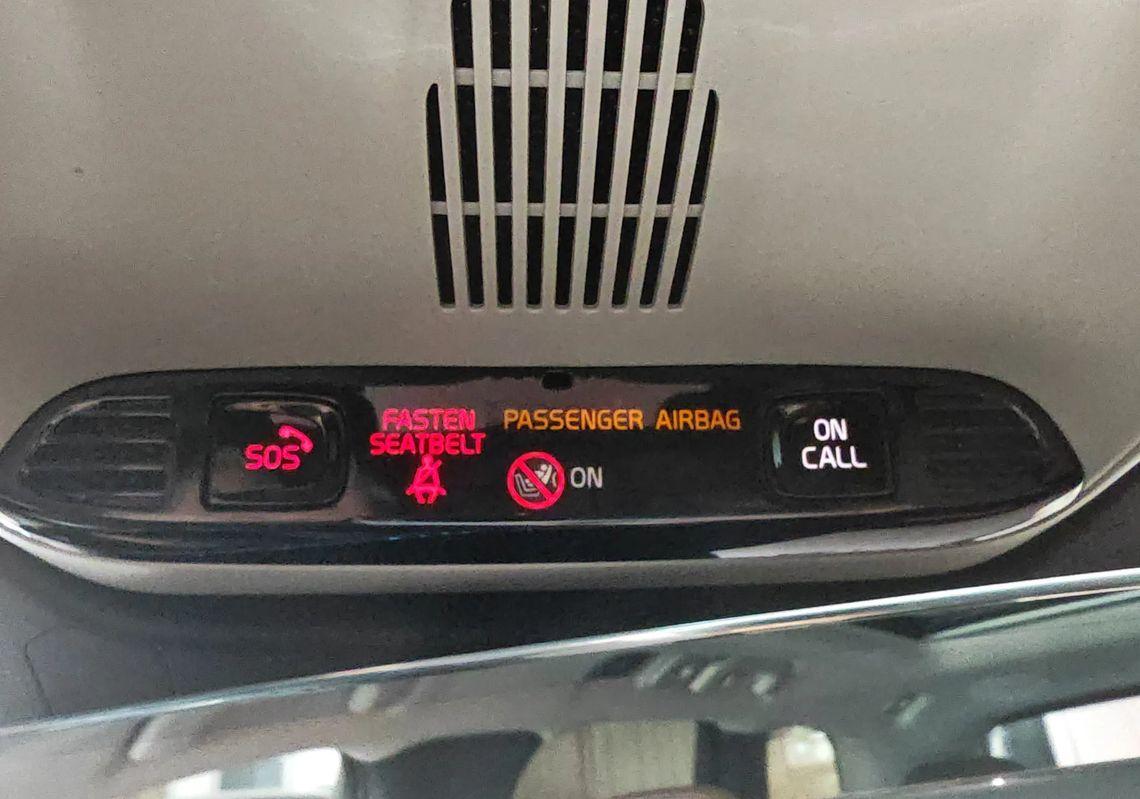 SOS
FASTEN
SEATBELT
PASSENGER AIRBAG
ON
ON
CALL